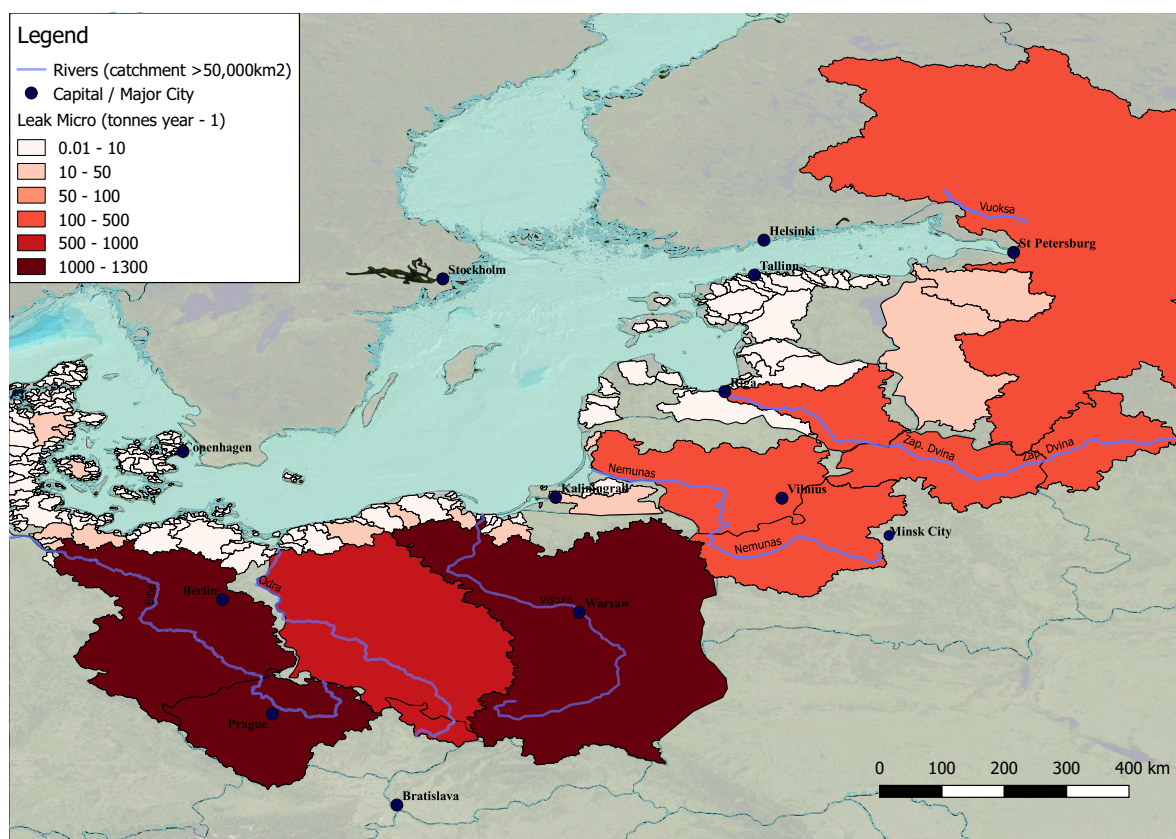 Legend
Rivers (catchment >50,000km2)
Capital / Major City
Leak Micro (tonnes year - 1)
0.01 - 10
10 - 50
50 - 100
100 - 500
500 - 1000
1000 - 1300
Vuoksa
Helsinki
St Petersburg
Stockholm
Tallinn
Riga
Copenhagen
Zap. Dvina
Zap. Dvina
Nemunas
Kaliningrad
Vilnius
Minsk City
Nemunas
Odra
Elbe
Berlin
Vistula
Warsaw
Prague
Bratislava
0 100 200 300 400 km